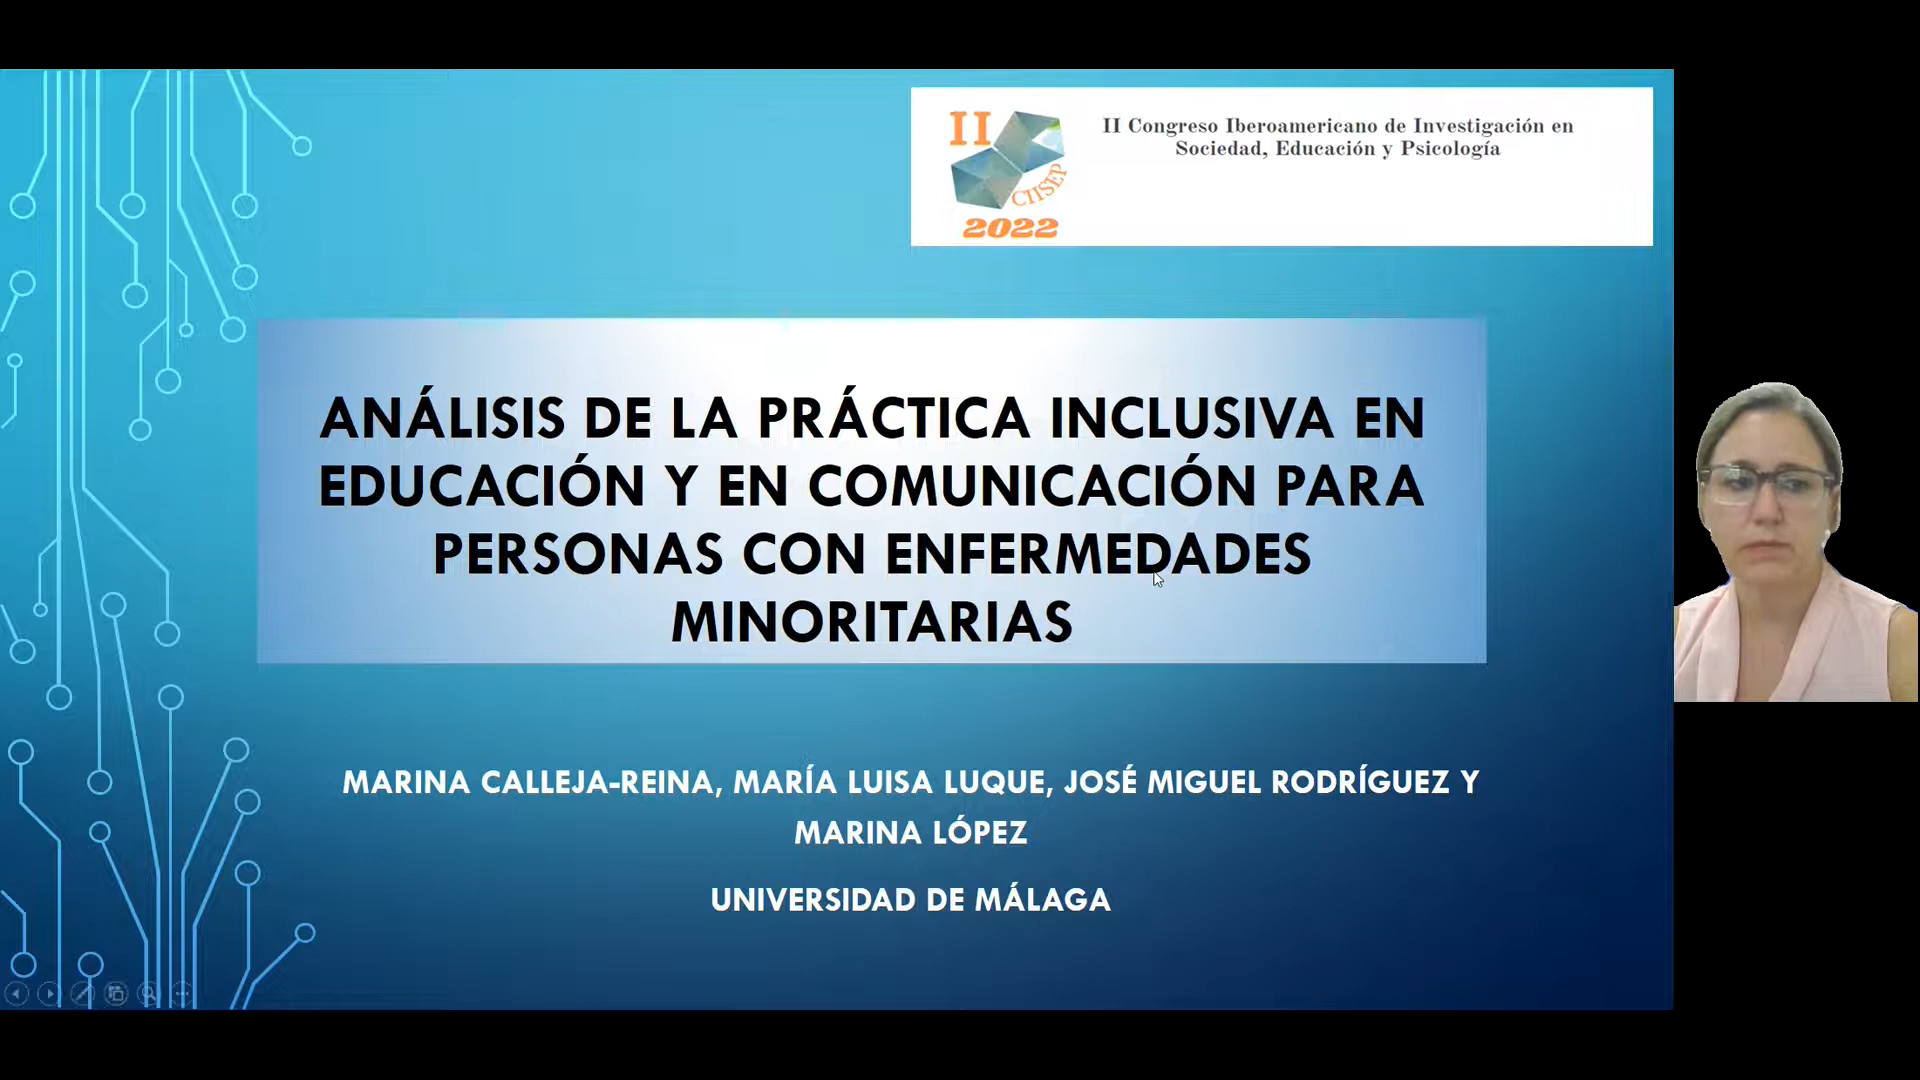 II
CIISEP
2022
II Congreso Iberoamericano de Investigación en
Sociedad, Educación y Psicología
ANÁLISIS DE LA PRÁCTICA INCLUSIVA EN
EDUCACIÓN Y EN COMUNICACIÓN PARA
PERSONAS CON ENFERMEDADES
MINORITARIAS
MARINA CALLEJA-REINA, MARÍA LUISA LUQUE, JOSÉ MIGUEL RODRÍGUEZ Y
MARINA LÓPEZ
UNIVERSIDAD DE MÁLAGA